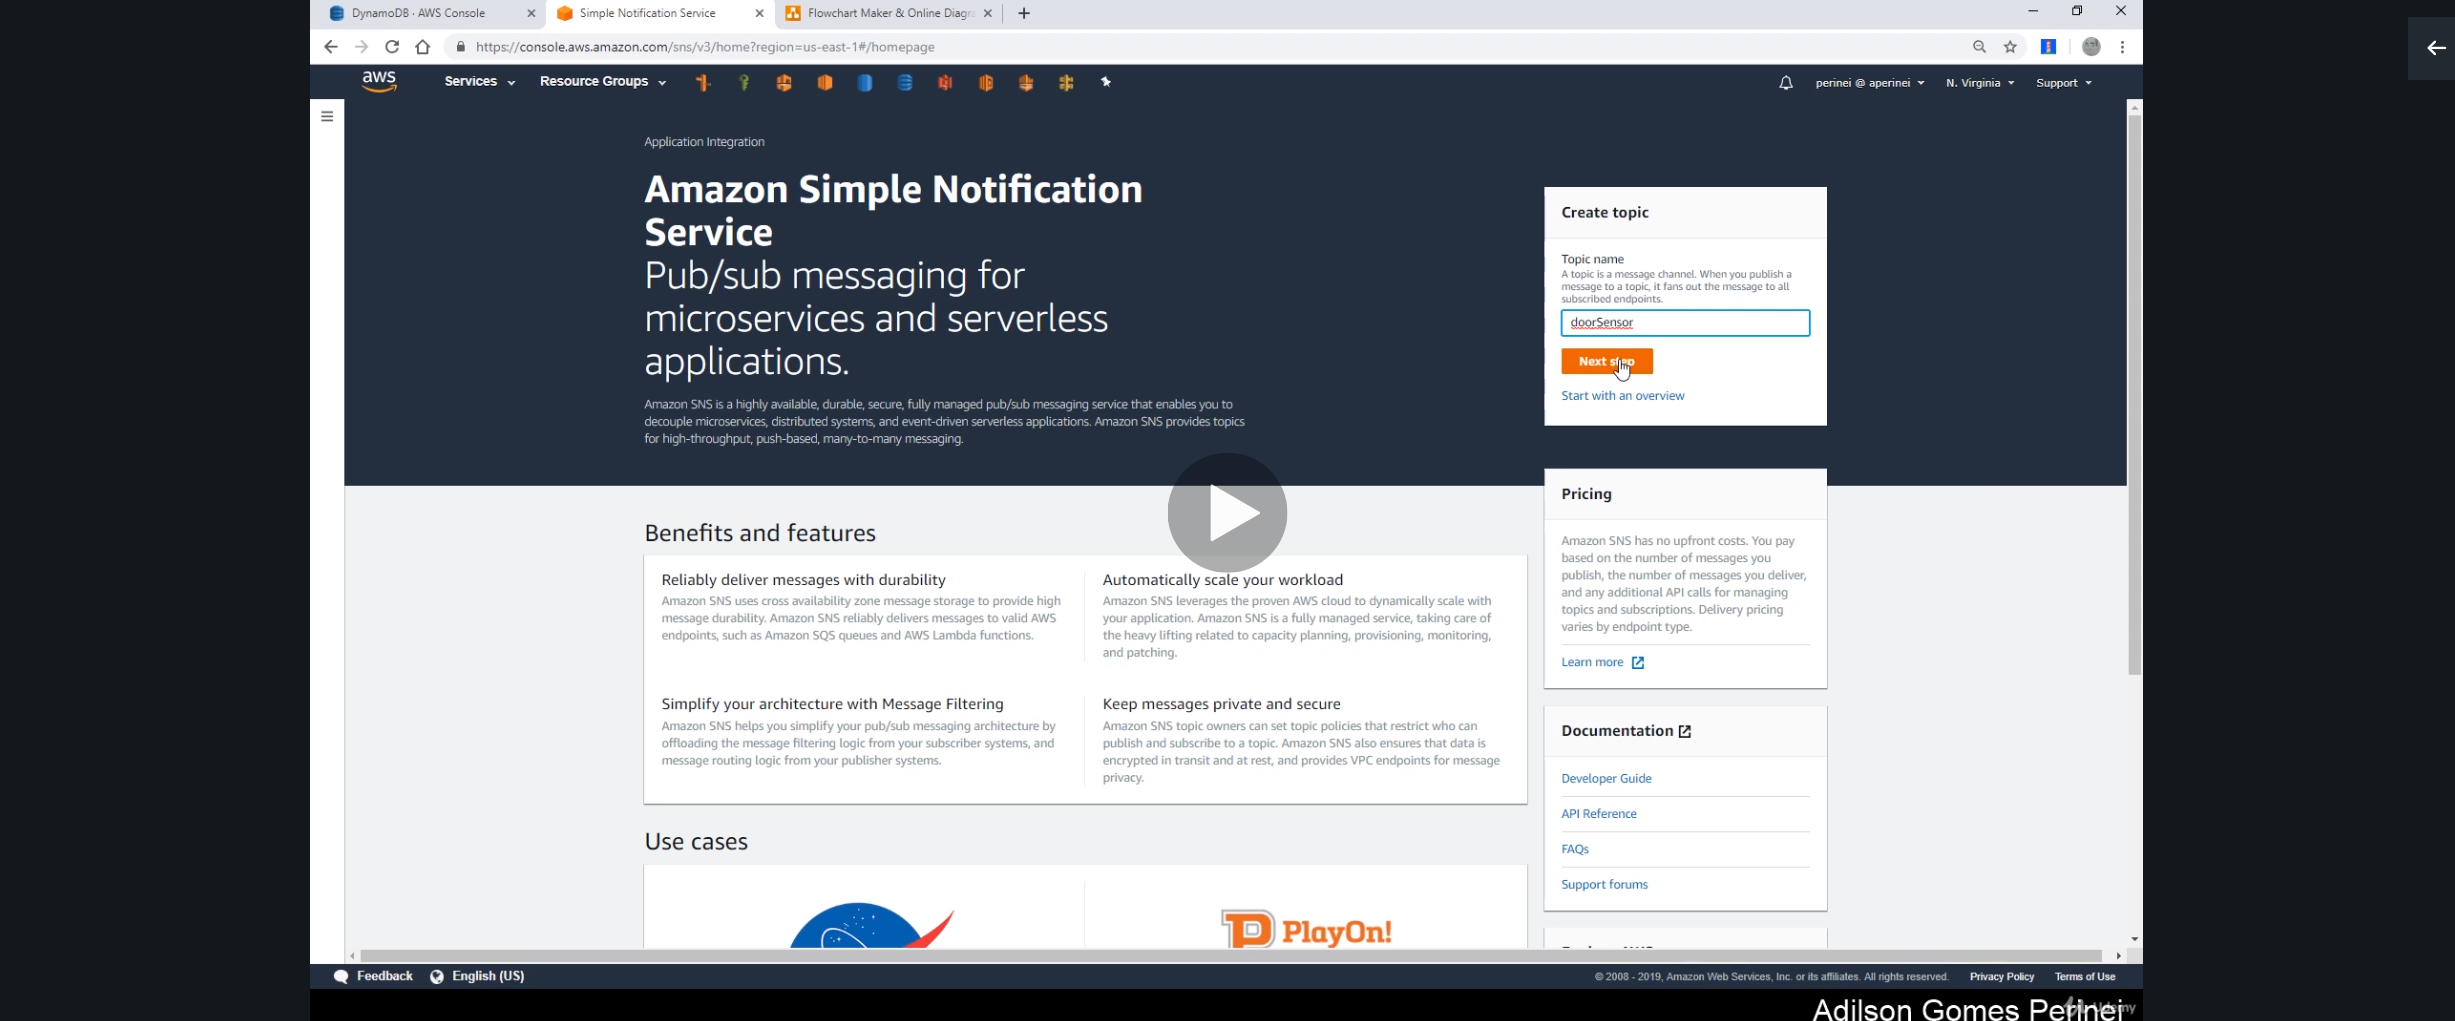 DynamoDB · AWS Console
Simple Notification Service
Flowchart Maker & Online Diagra
https://console.aws.amazon.com/sns/v3/home?region=us-east-1#/homepage
aws
Services
Resource Groups
perinei @ aperinei
N. Virginia
Support
Application Integration
Amazon Simple Notification
Service
Pub/sub messaging for
microservices and serverless
applications.
Amazon SNS is a highly available, durable, secure, fully managed pub/sub messaging service that enables you to
decouple microservices, distributed systems, and event-driven serverless applications. Amazon SNS provides topics
for high-throughput, push-based, many-to-many messaging.
Create topic
Topic name
A topic is a message channel. When you publish a
message to a topic, it fans out the message to all
subscribed endpoints.
doorSensor
Next step
Start with an overview
Pricing
Amazon SNS has no upfront costs. You pay
based on the number of messages you
publish, the number of messages you deliver,
and any additional API calls for managing
topics and subscriptions. Delivery pricing
varies by endpoint type.
Learn more
Benefits and features
Reliably deliver messages with durability
Amazon SNS uses cross availability zone message storage to provide high
message durability. Amazon SNS reliably delivers messages to valid AWS
endpoints, such as Amazon SQS queues and AWS Lambda functions.
Automatically scale your workload
Amazon SNS leverages the proven AWS cloud to dynamically scale with
your application. Amazon SNS is a fully managed service, taking care of
the heavy lifting related to capacity planning, provisioning, monitoring,
and patching.
Simplify your architecture with Message Filtering
Amazon SNS helps you simplify your pub/sub messaging architecture by
offloading the message filtering logic from your subscriber systems, and
message routing logic from your publisher systems.
Keep messages private and secure
Amazon SNS topic owners can set topic policies that restrict who can
publish and subscribe to a topic. Amazon SNS also ensures that data is
encrypted in transit and at rest, and provides VPC endpoints for message
privacy.
Documentation
Developer Guide
API Reference
FAQs
Support forums
Use cases
PlayOn!
Feedback
English (US)
© 2008 - 2019, Amazon Web Services, Inc. or its affiliates. All rights reserved.
Privacy Policy
Terms of Use
Adilson Gomes Perinei
Udemy